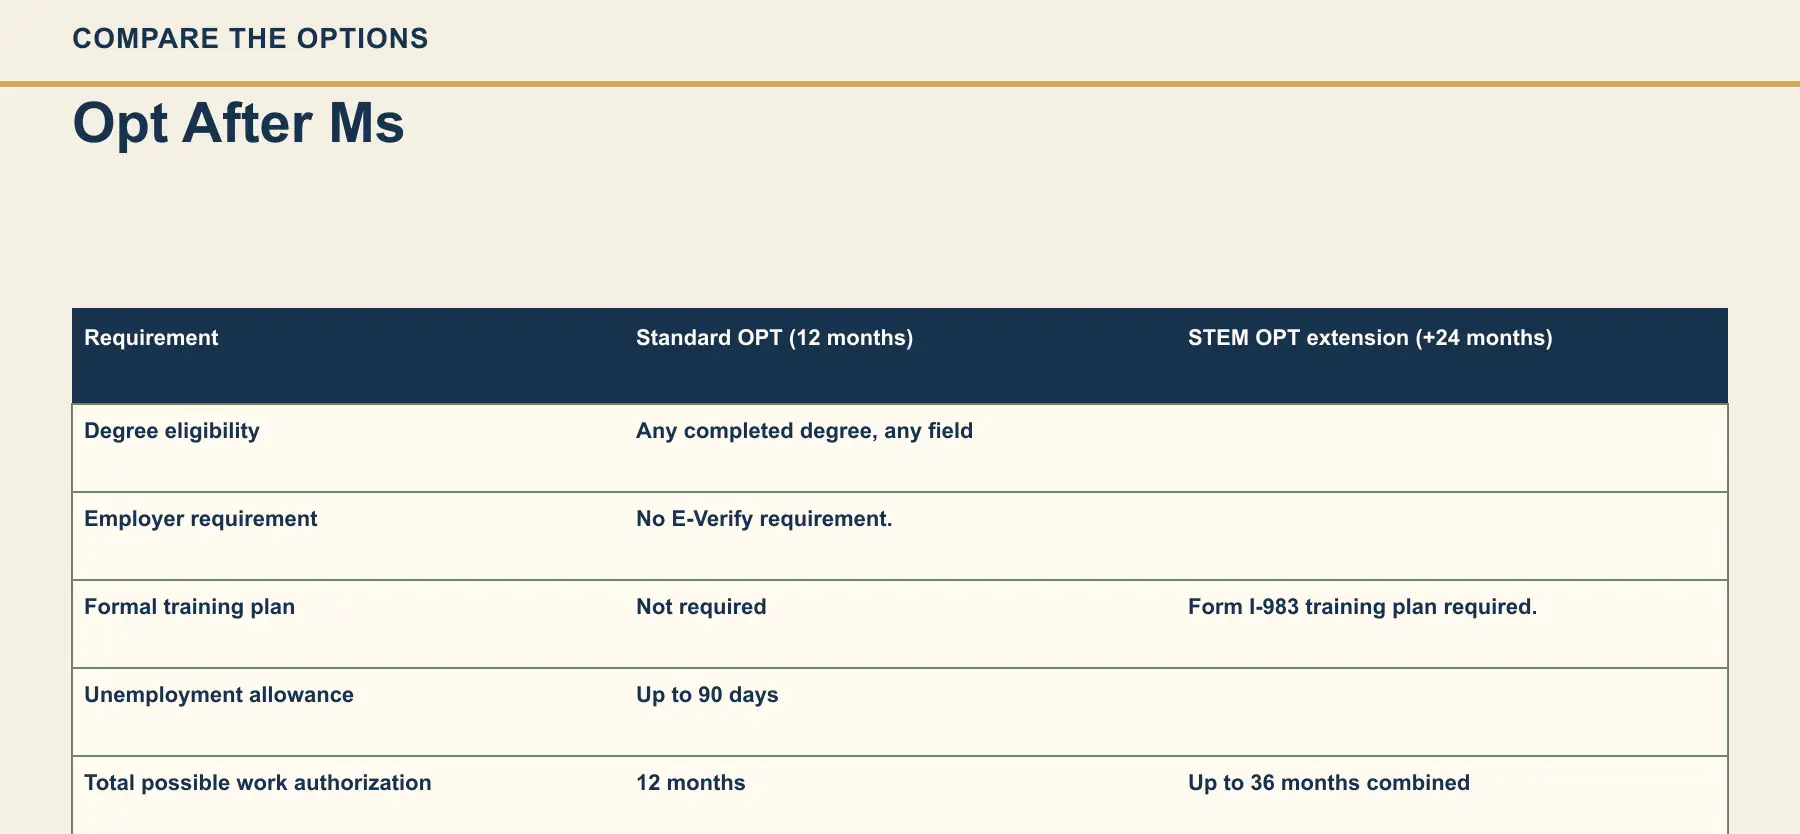 COMPARE THE OPTIONS
Opt After Ms
Requirement Standard OPT (12 months) STEM OPT extension (+24 months)
Degree eligibility Any completed degree, any field
Employer requirement No E-Verify requirement.
Formal training plan Not required Form I-983 training plan required.
Unemployment allowance Up to 90 days
Total possible work authorization 12 months Up to 36 months combined